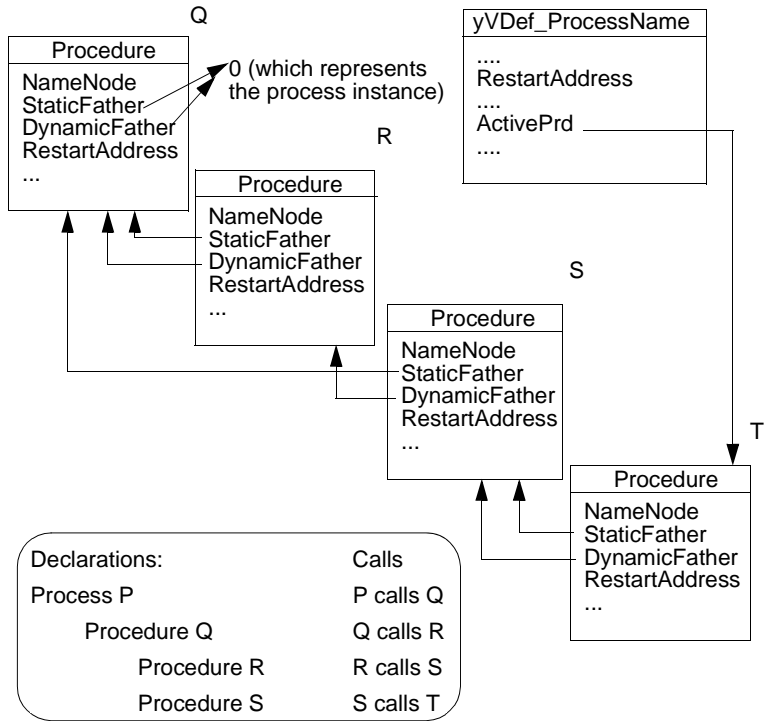 Q
Procedure
NameNode
StaticFather
DynamicFather
RestartAddress
...
0 (which represents
the process instance)
yVDef_ProcessName
....
RestartAddress
....
ActivePrd
....
R
Procedure
NameNode
StaticFather
DynamicFather
RestartAddress
...
S
Procedure
NameNode
StaticFather
DynamicFather
RestartAddress
...
T
Procedure
NameNode
StaticFather
DynamicFather
RestartAddress
...
Declarations: Calls
Process P P calls Q
Procedure Q Q calls R
Procedure R R calls S
Procedure S S calls T